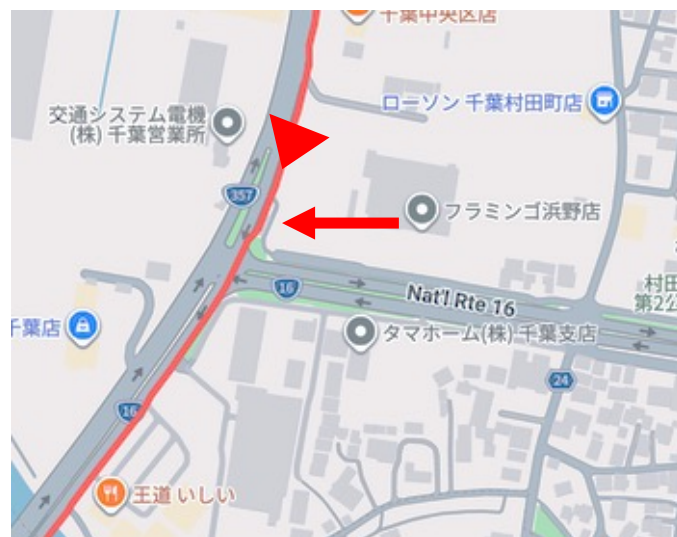 千葉中央区店
ローソン 千葉村田町店
交通システム電機
(株) 千葉営業所
357
フラミンゴ浜野店
16
Nat'l Rte 16
村田
第2公
千葉店
タマホーム(株) 千葉支店
24
16
王道 いしい